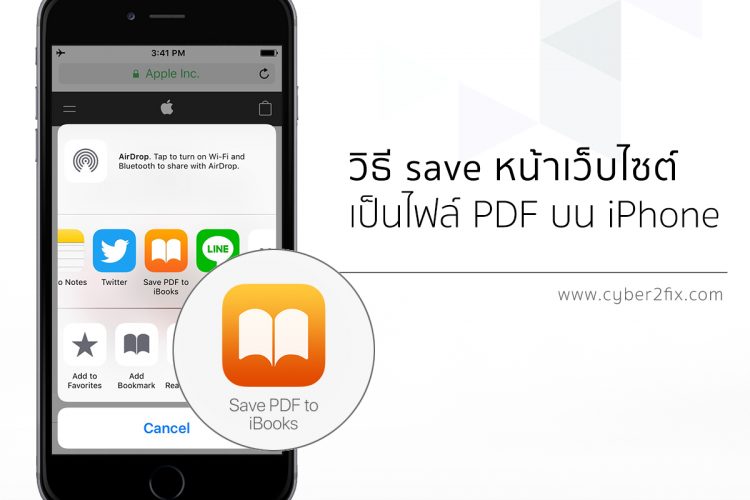 3:41 PM
Apple Inc.
AirDrop. Tap to turn on Wi-Fi and
Bluetooth to share with AirDrop.
o Notes
Twitter
Save PDF to
iBooks
LINE
LINE
Add to
Favorites
Add
Bookmark
Rea
Cancel
Save PDF to
iBooks
วิธี save หน้าเว็บไซต์
เป็นไฟล์ PDF บน iPhone
www.cyber2fix.com